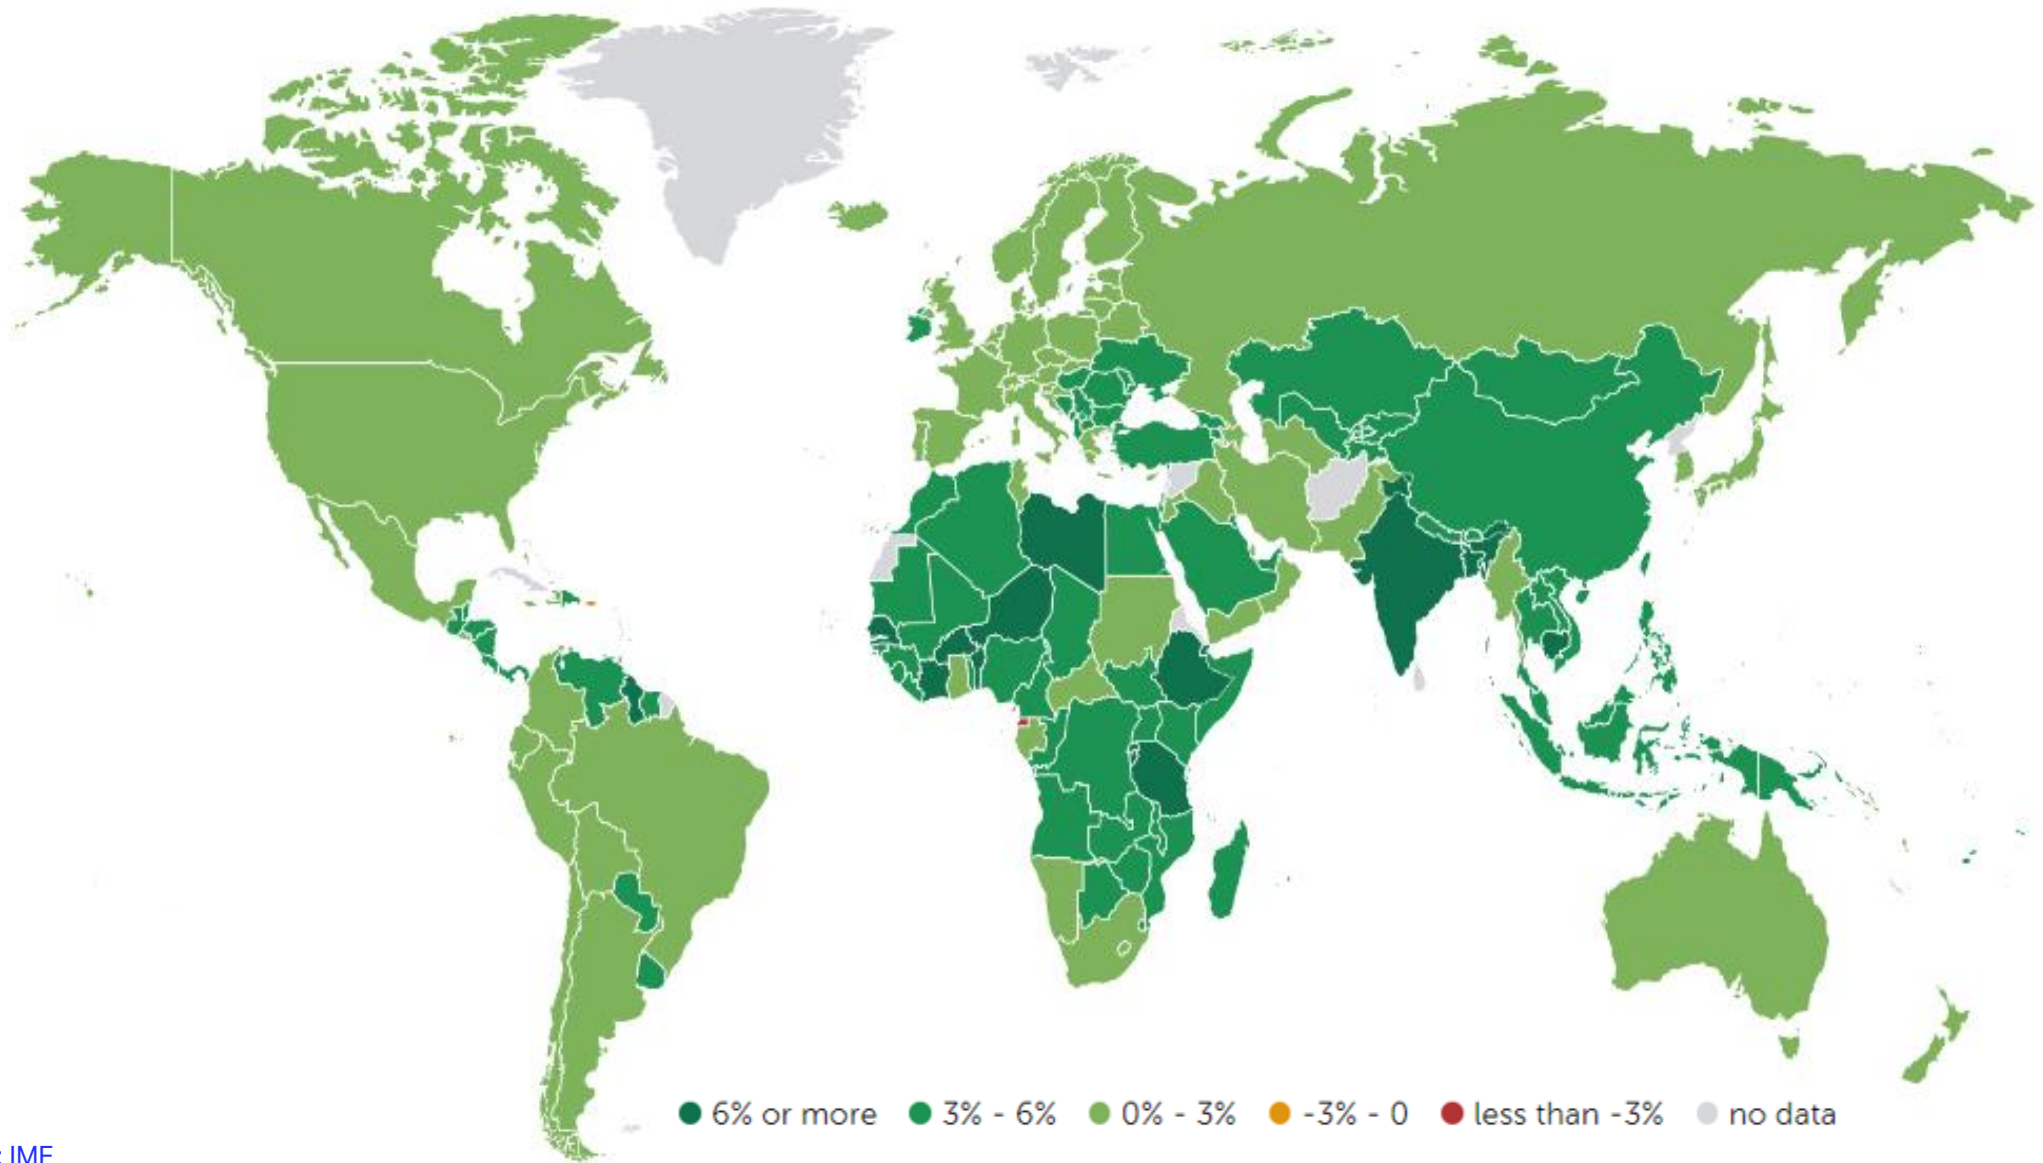 6% or more
3% - 6%
0% - 3%
-3% - 0
less than -3%
no data
: IMF